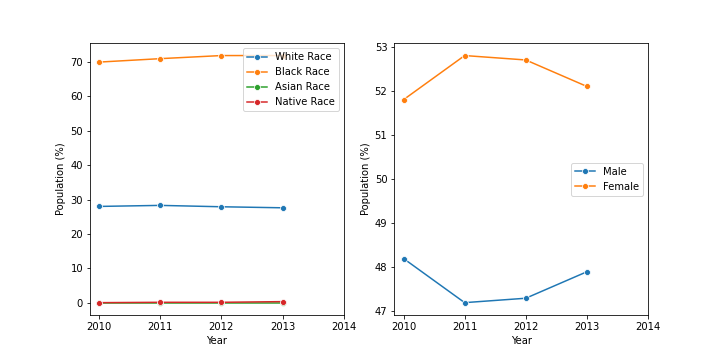 70
60
50
40
30
20
10
0
Population (%)
2010 2011 2012 2013 2014
Year
White Race
Black Race
Asian Race
Native Race
53
52
51
50
49
48
47
Population (%)
2010 2011 2012 2013 2014
Year
Male
Female